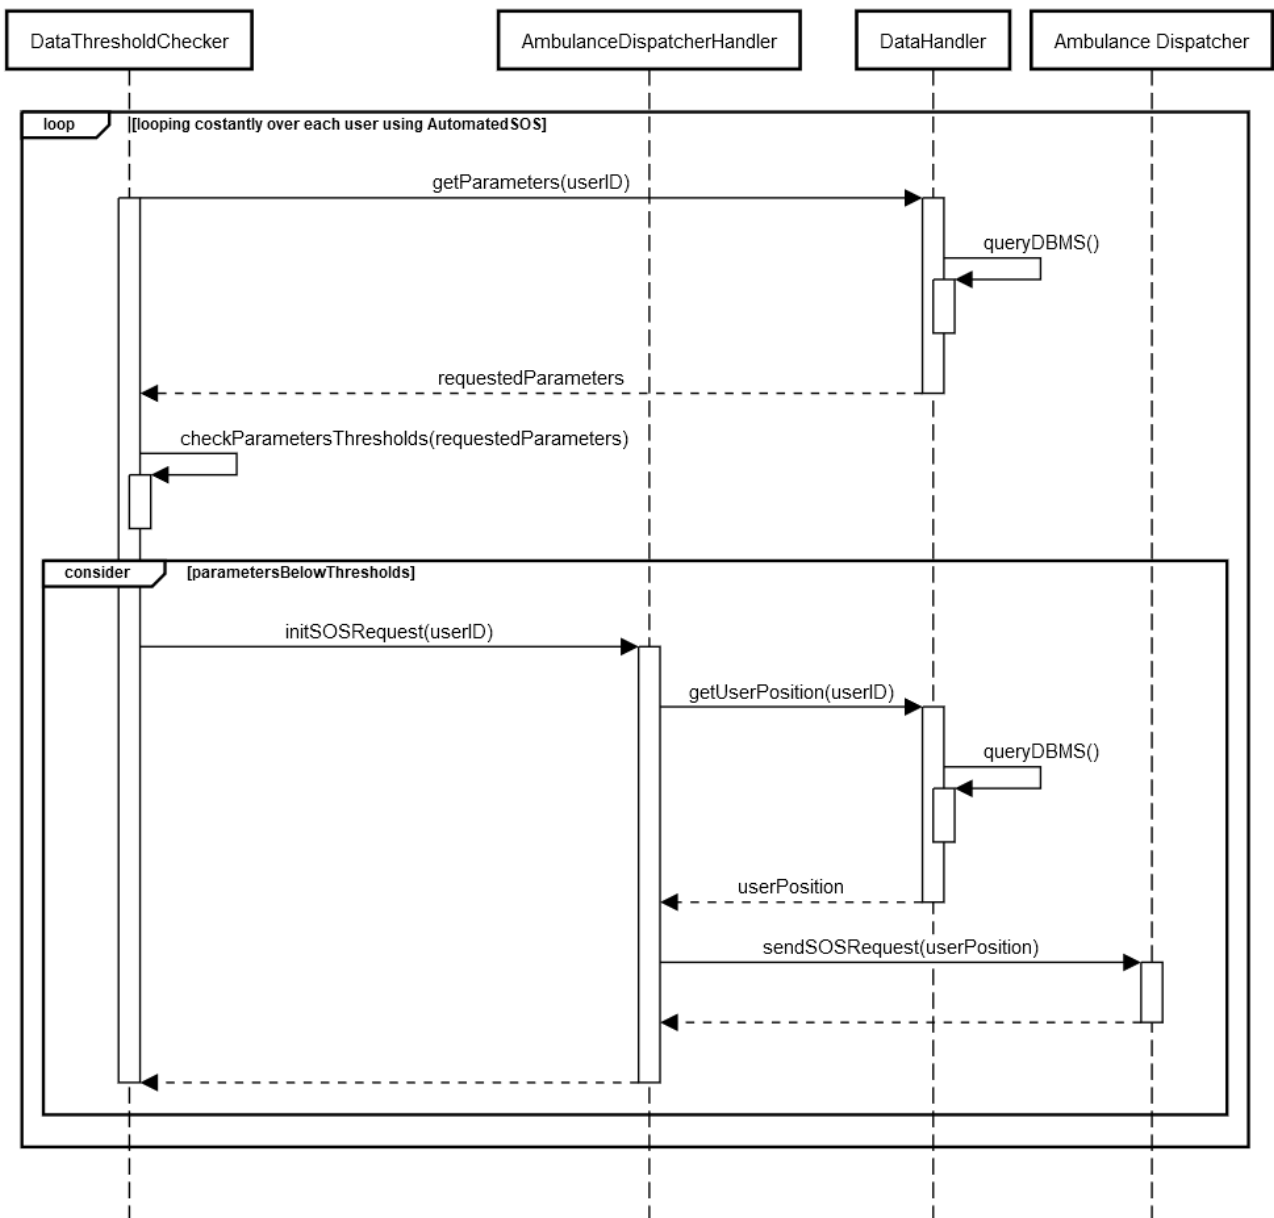 DataThresholdChecker
AmbulanceDispatcherHandler
DataHandler
Ambulance Dispatcher
loop
[looping costantly over each user using AutomatedSOS]
getParameters(userID)
queryDBMS()
requestedParameters
checkParametersThresholds(requestedParameters)
consider
[parametersBelowThresholds]
initSOSRequest(userID)
getUserPosition(userID)
queryDBMS()
userPosition
sendSOSRequest(userPosition)